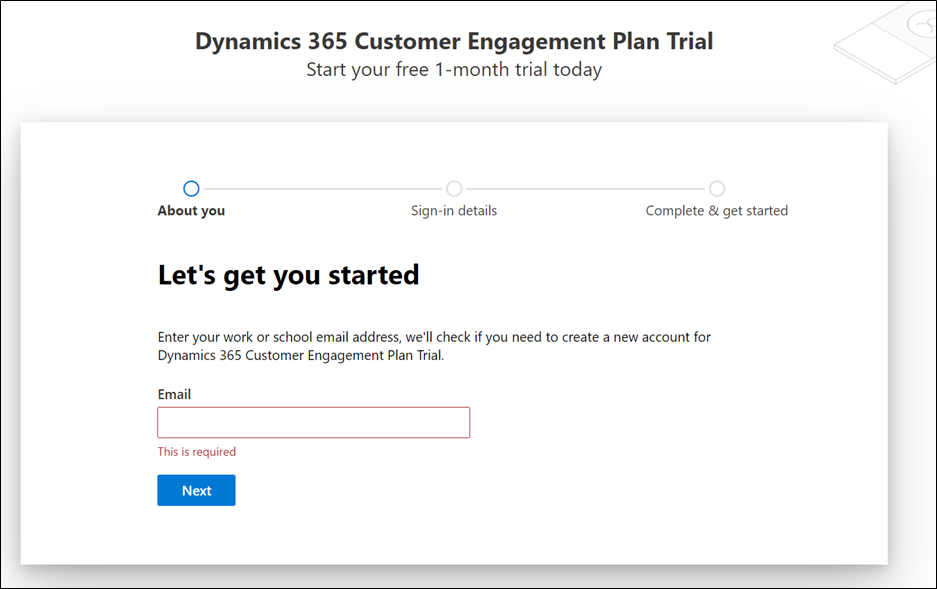 Dynamics 365 Customer Engagement Plan Trial
Start your free 1-month trial today
About you
Sign-in details
Complete & get started
Let's get you started
Enter your work or school email address, we'll check if you need to create a new account for
Dynamics 365 Customer Engagement Plan Trial.
Email
This is required
Next